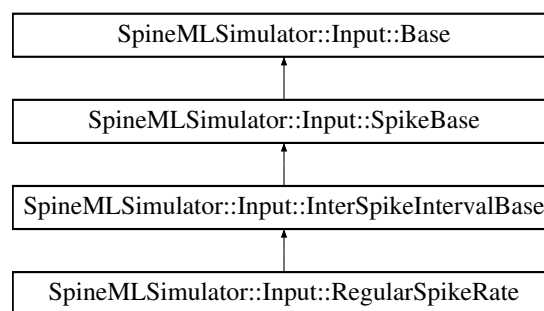 SpineMLSimulator::Input::Base
SpineMLSimulator::Input::SpikeBase
SpineMLSimulator::Input::InterSpikeIntervalBase
SpineMLSimulator::Input::RegularSpikeRate